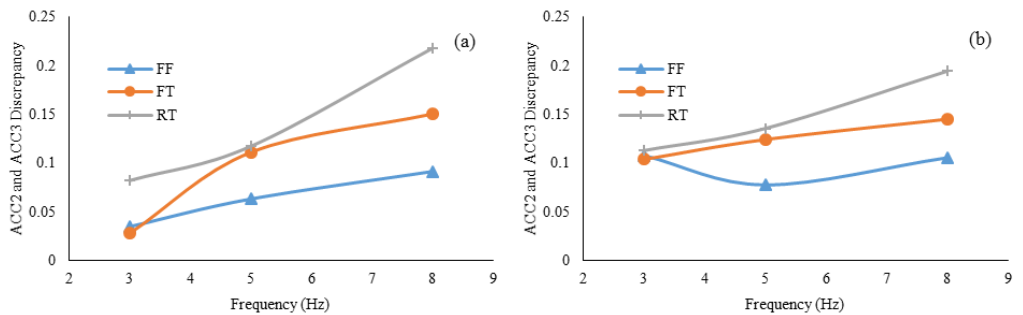 0.25
0.2
0.15
0.1
0.05
0
2 3 4 5 6 7 8 9
ACC2 and ACC3 Discrepancy
Frequency (Hz)
(a)
FF
FT
RT
0.25
0.2
0.15
0.1
0.05
0
2 3 4 5 6 7 8 9
ACC2 and ACC3 Discrepancy
Frequency (Hz)
(b)
FF
FT
RT